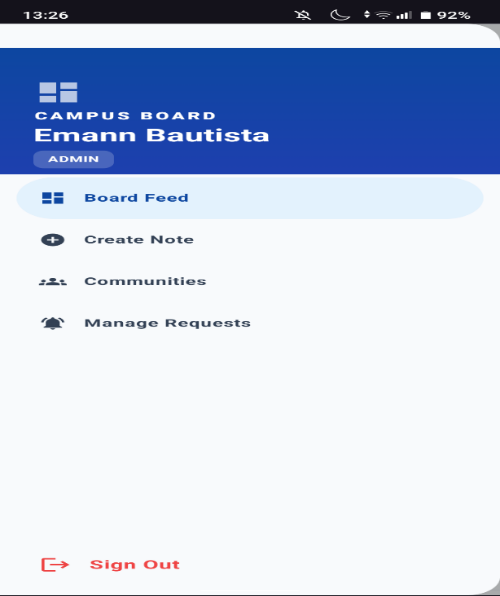 13:26
92%
CAMPUS BOARD
Emann Bautista
ADMIN
Board Feed
Create Note
Communities
Manage Requests
Sign Out